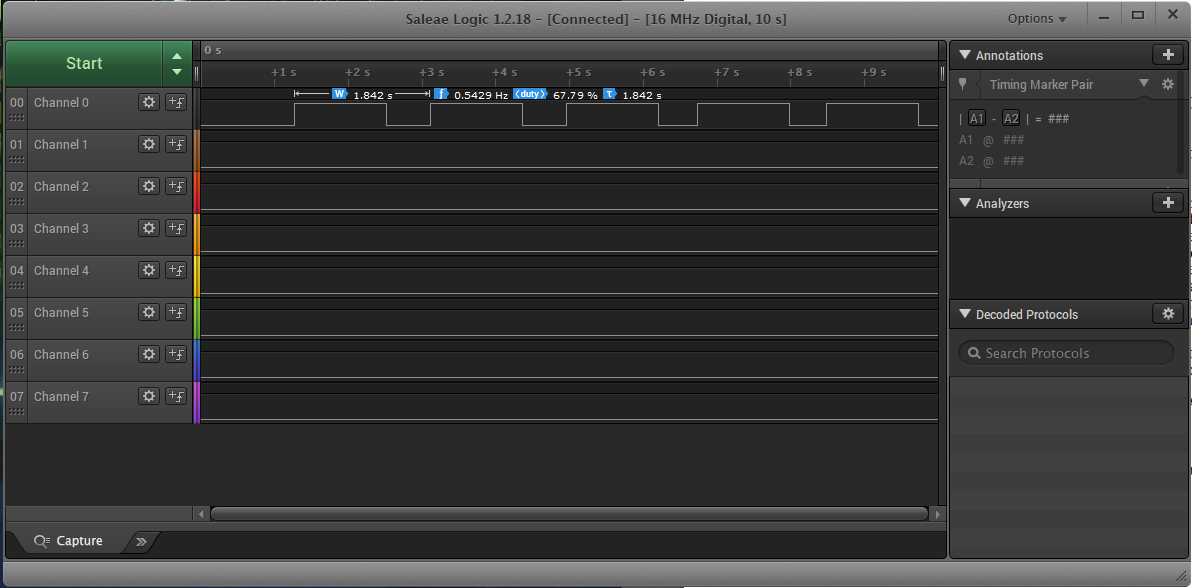 Saleae Logic 1.2.18 - [Connected] - [16 MHz Digital, 10 s]
Options
Start
0 s
+1 s +2 s +3 s +4 s +5 s +6 s +7 s +8 s +9 s
W 1.842 s f 0.5429 Hz duty 67.79 % τ 1.842 s
00 Channel 0
01 Channel 1
02 Channel 2
03 Channel 3
04 Channel 4
05 Channel 5
06 Channel 6
07 Channel 7
Capture
Annotations
Timing Marker Pair
| A1 - A2 | = ###
A1 @ ###
A2 @ ###
Analyzers
Decoded Protocols
Search Protocols